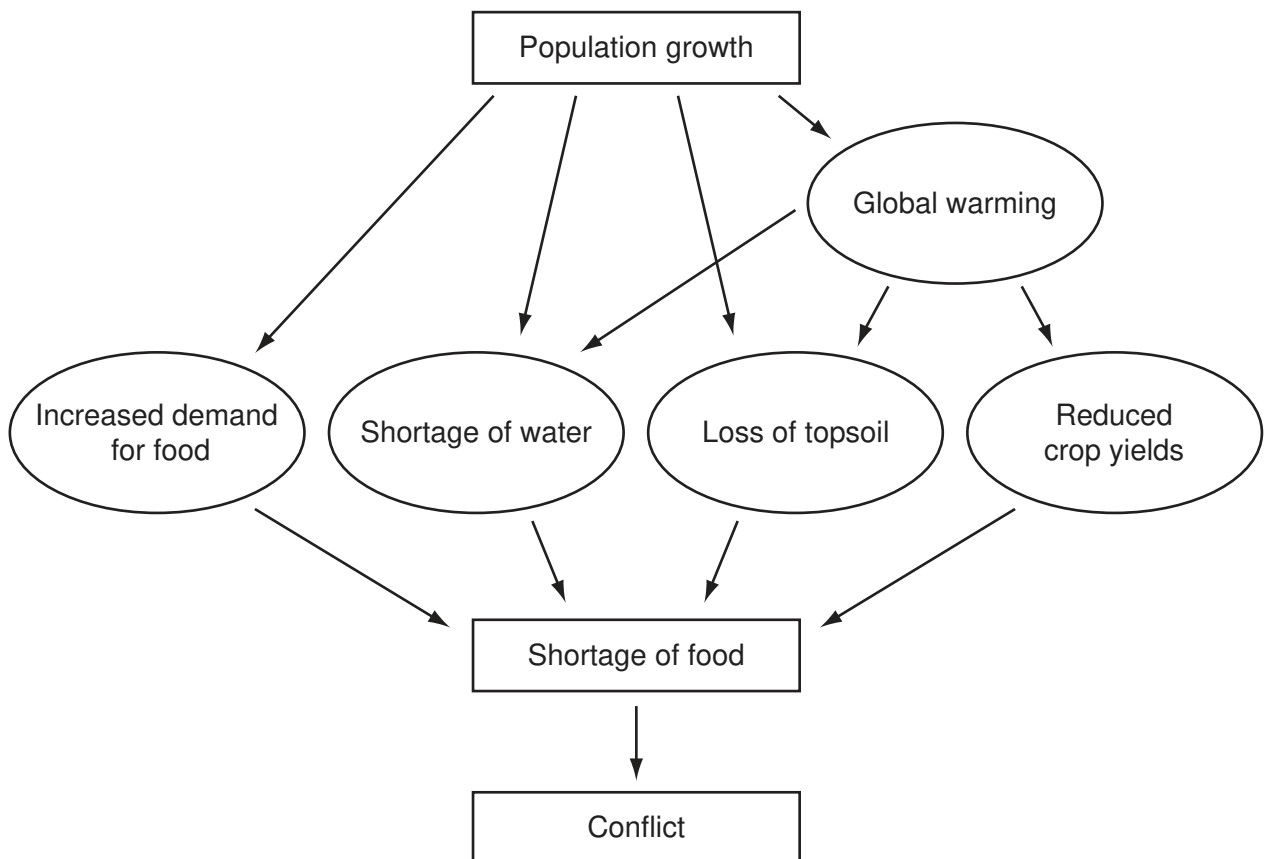 Population growth
Global warming
Increased demand
for food
Shortage of water
Loss of topsoil
Reduced
crop yields
Shortage of food
Conflict